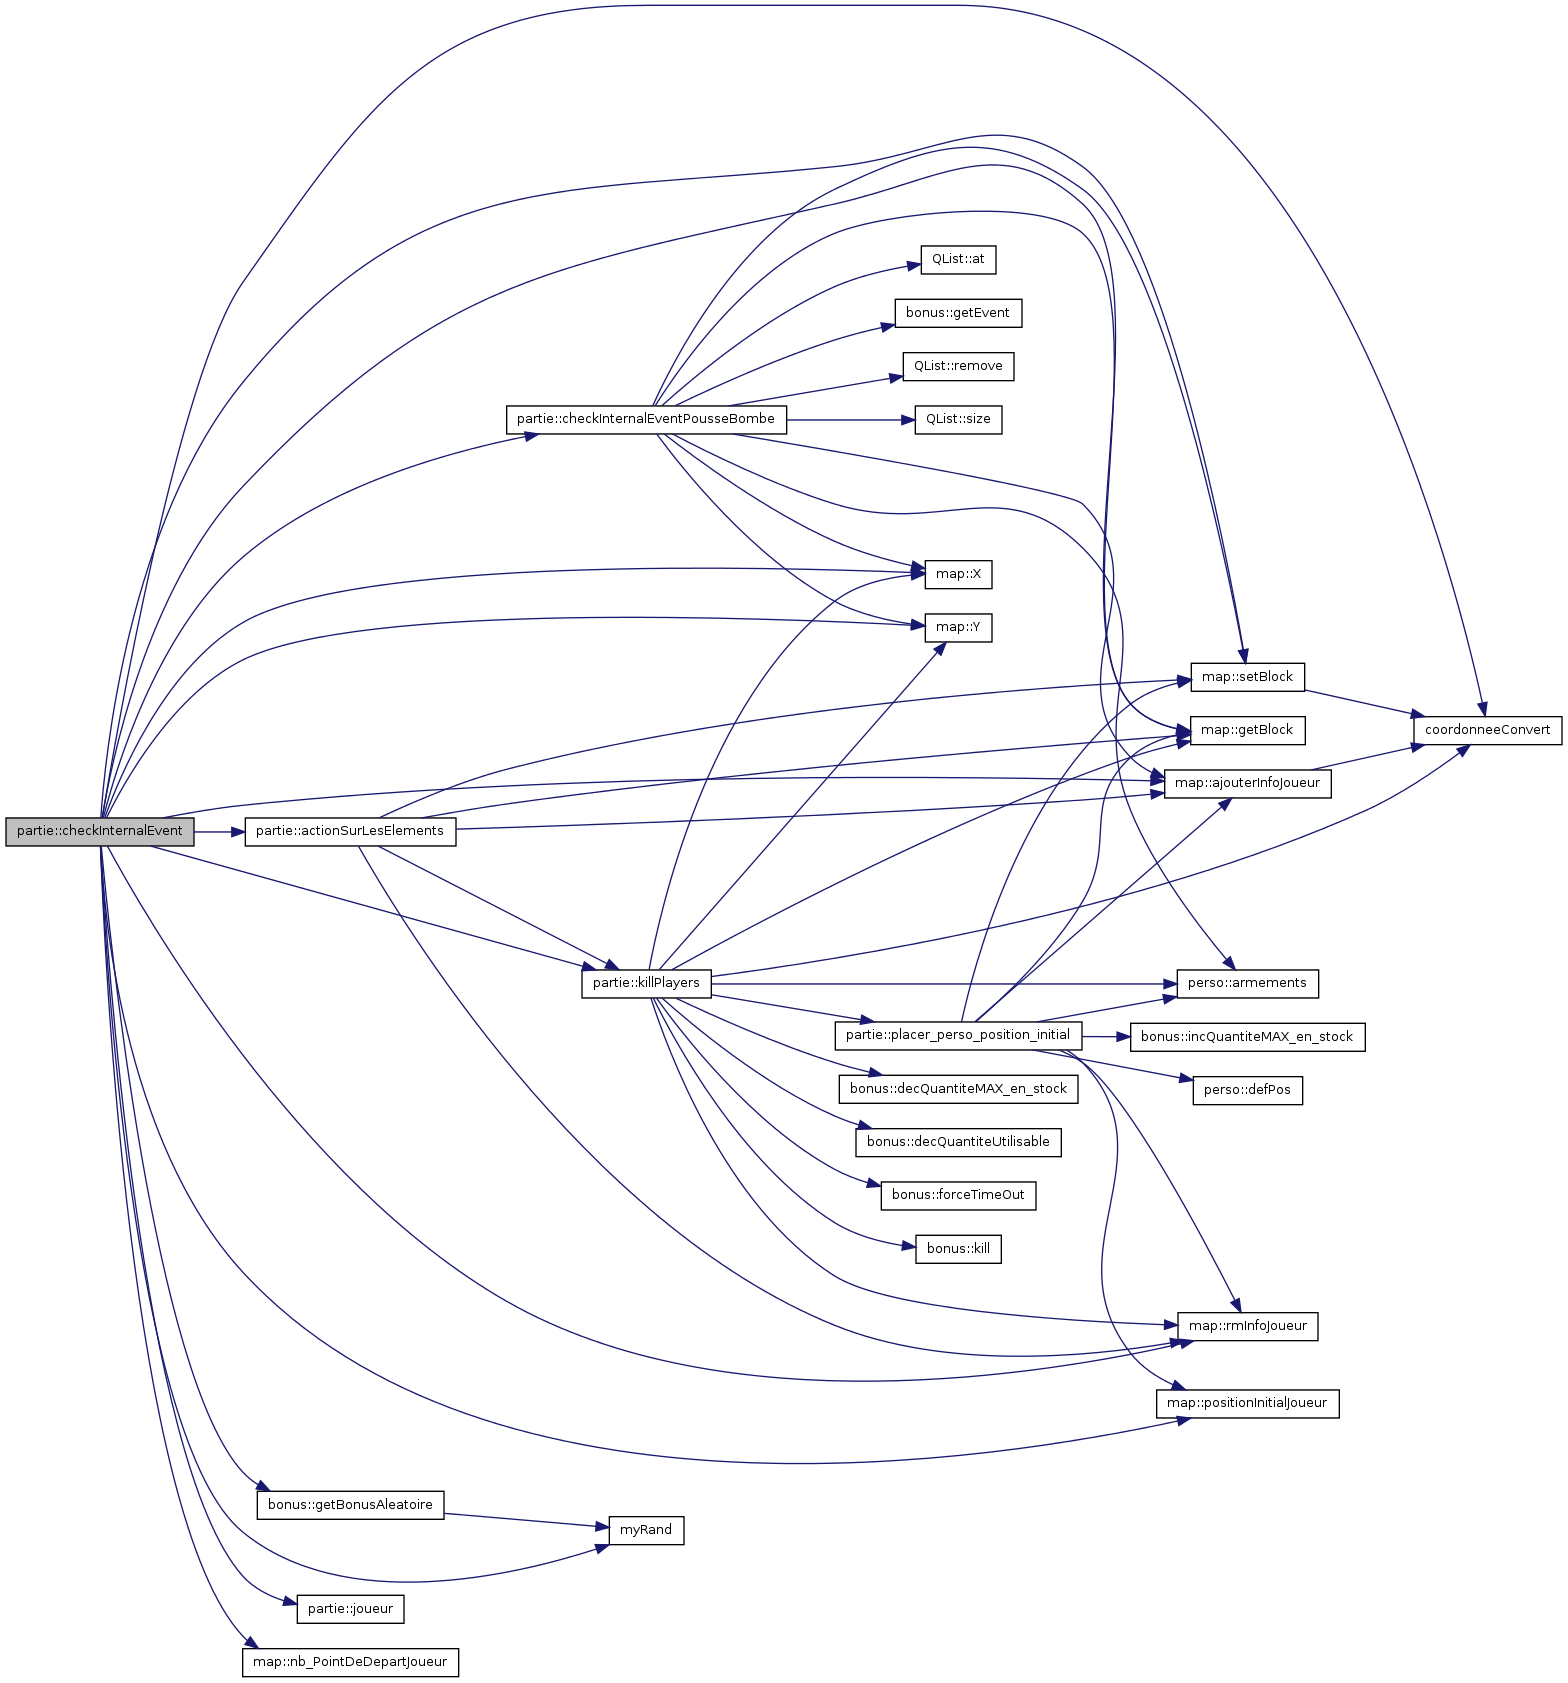 QList::at
bonus::getEvent
QList::remove
partie::checkInternalEventPousseBombe
QList::size
map::X
map::Y
map::setBlock
map::getBlock
coordonneeConvert
map::ajouterInfoJoueur
partie::checkInternalEvent
partie::actionSurLesElements
partie::killPlayers
perso::armements
partie::placer_perso_position_initial
bonus::incQuantiteMAX_en_stock
bonus::decQuantiteMAX_en_stock
perso::defPos
bonus::decQuantiteUtilisable
bonus::forceTimeOut
bonus::kill
map::rmInfoJoueur
map::positionInitialJoueur
bonus::getBonusAleatoire
myRand
partie::joueur
map::nb_PointDeDepartJoueur